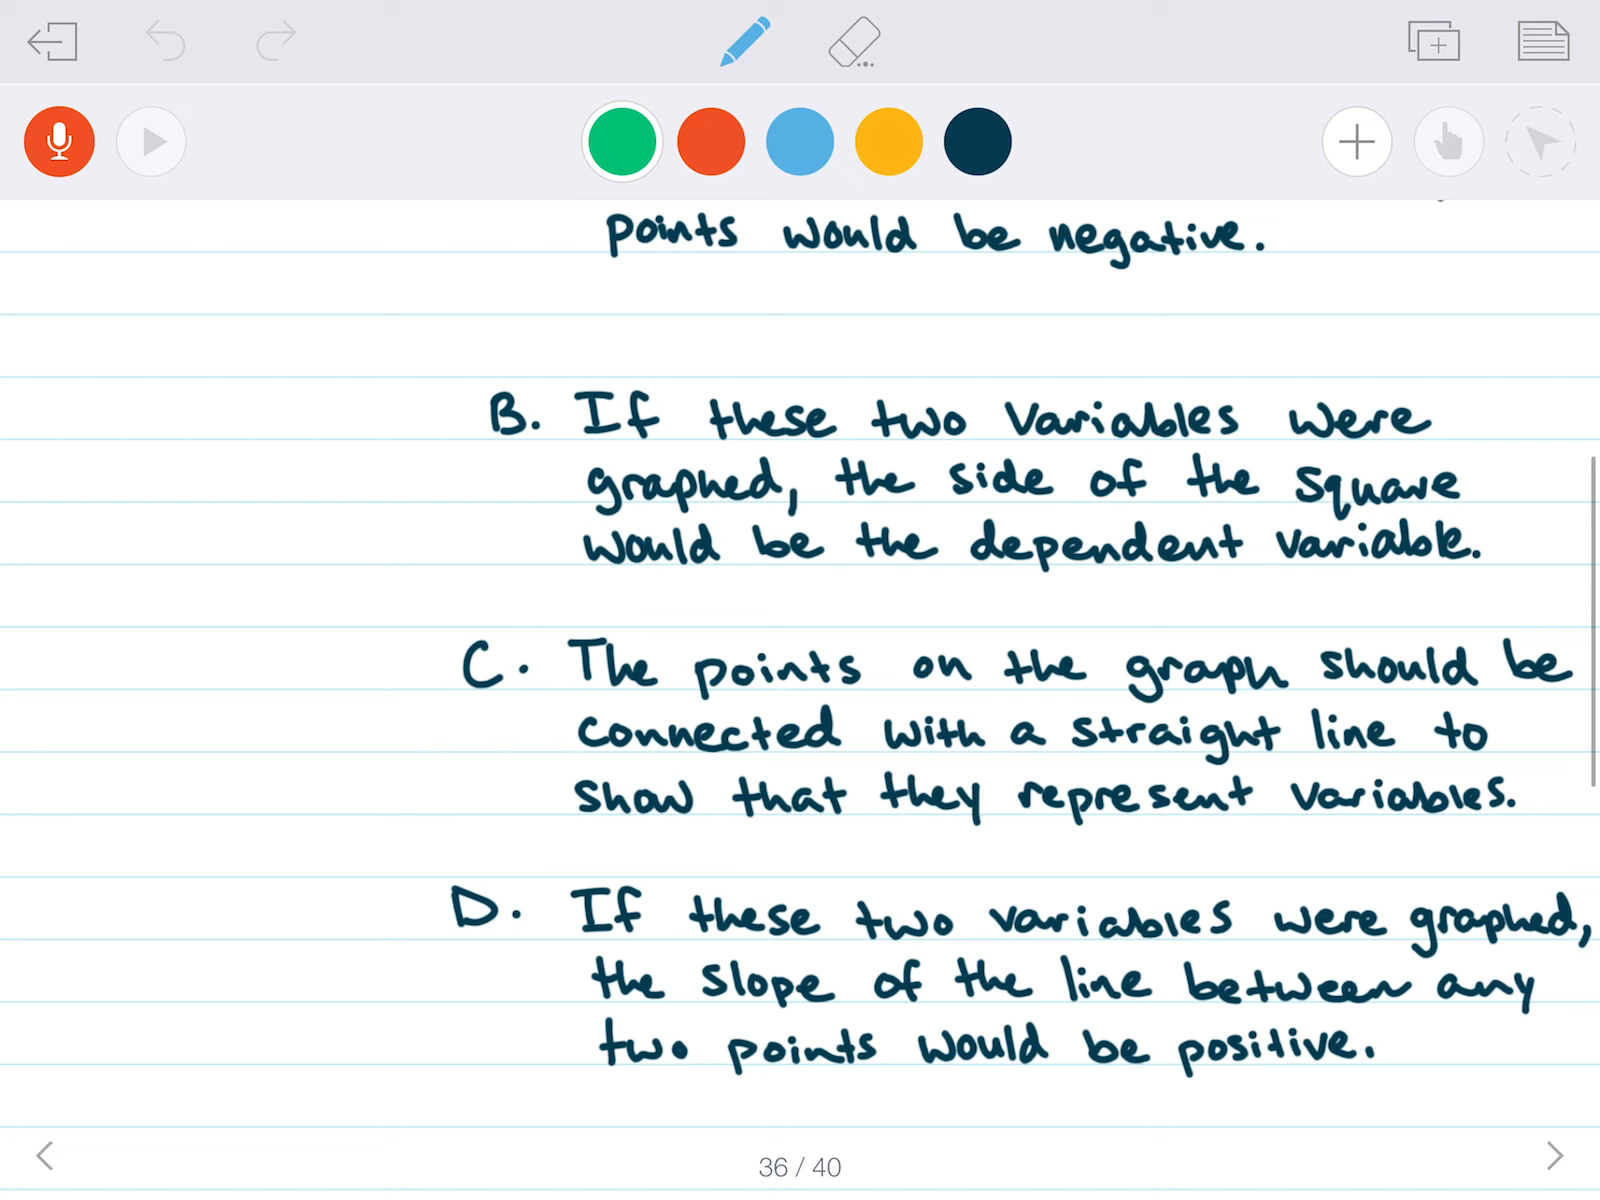 points would be negative.
B. If these two variables were
graphed, the side of the square
would be the dependent variable.
C. The points on the graph should be
connected with a straight line to
show that they represent variables.
D. If these two variables were graphed,
the slope of the line between any
two points would be positive.
36 / 40